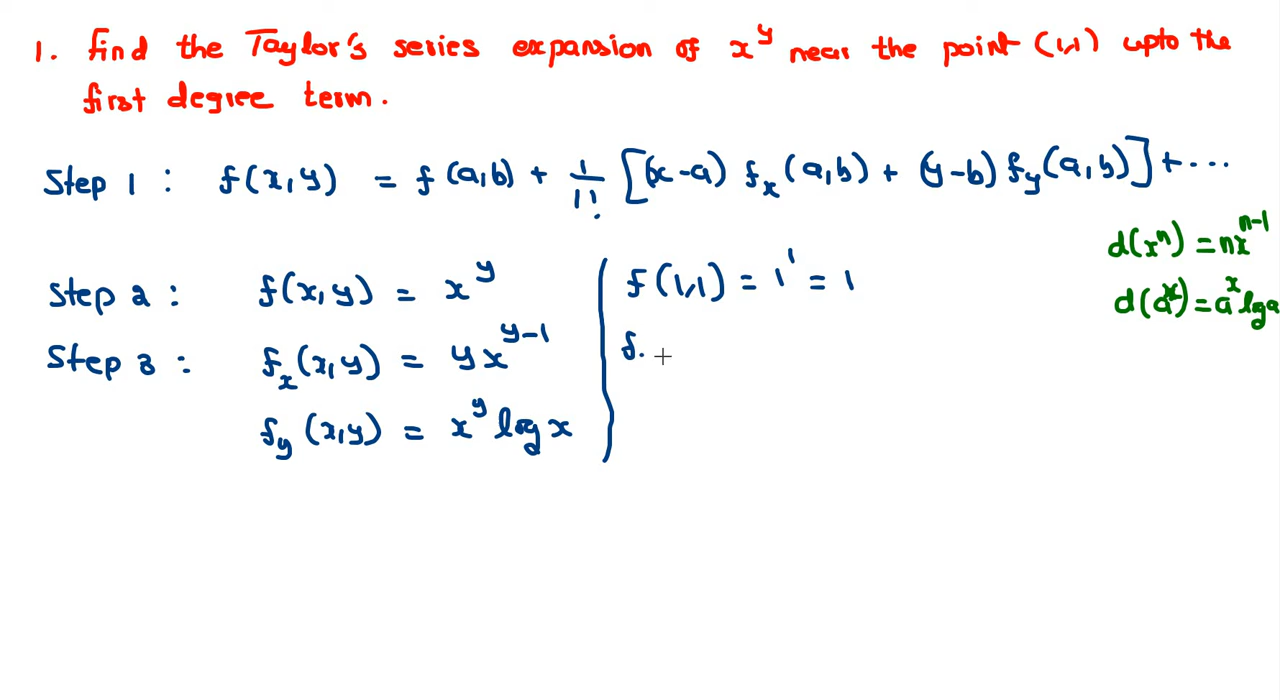 1. Find the Taylor's series expansion of x^y near the point (1,1) upto the
first degree term.
Step 1 : f(x,y) = f(a,b) + 1/1! [(x-a) f_x(a,b) + (y-b) f_y(a,b)] + ...
d(x^n) = nx^{n-1}
d(a^x) = a^x log a
Step 2 : f(x,y) = x^y
f(1,1) = 1^1 = 1
Step 3 : f_x(x,y) = yx^{y-1}
f.
f_y(x,y) = x^y log x